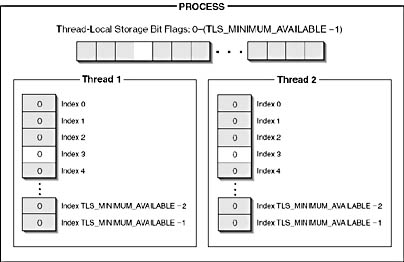 PROCESS
Thread-Local Storage Bit Flags: 0–(TLS_MINIMUM_AVAILABLE –1)
Thread 1
0 Index 0
0 Index 1
0 Index 2
0 Index 3
0 Index 4
0 Index TLS_MINIMUM_AVAILABLE –2
0 Index TLS_MINIMUM_AVAILABLE –1
Thread 2
0 Index 0
0 Index 1
0 Index 2
0 Index 3
0 Index 4
0 Index TLS_MINIMUM_AVAILABLE –2
0 Index TLS_MINIMUM_AVAILABLE –1